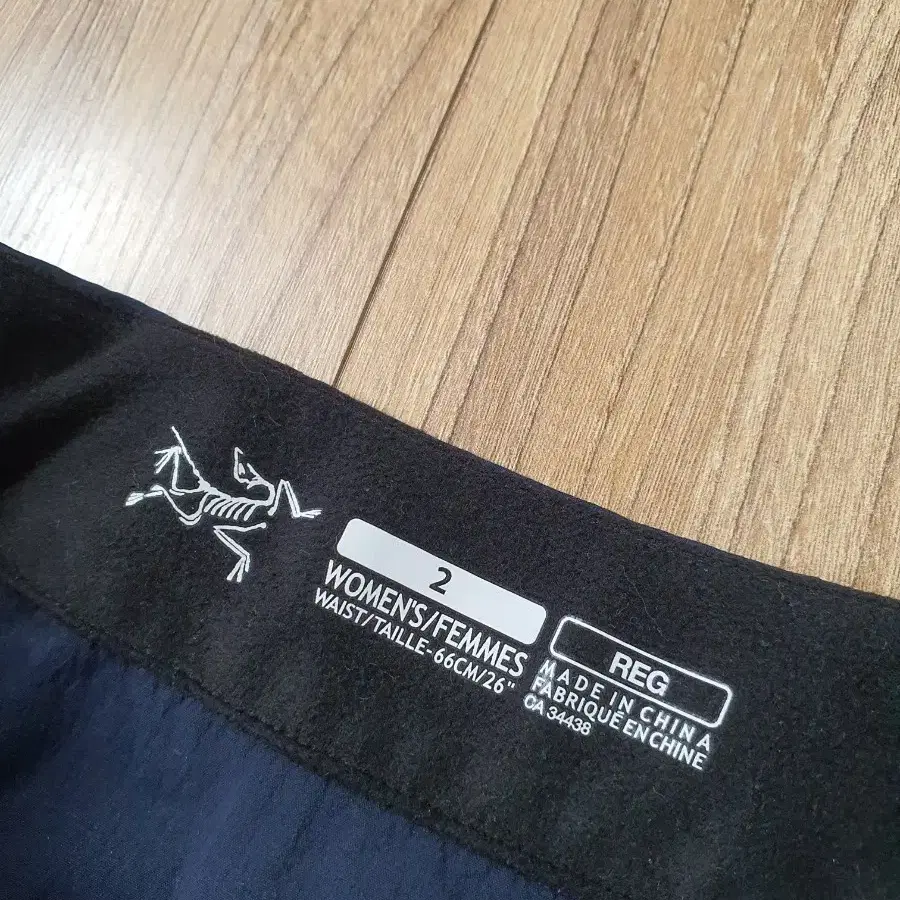 2
WOMEN'S/FEMMES
WAIST/TAILLE-66CM/26"
REG
MADE IN CHINA
FABRIQUÉ EN CHINE
CA 34438